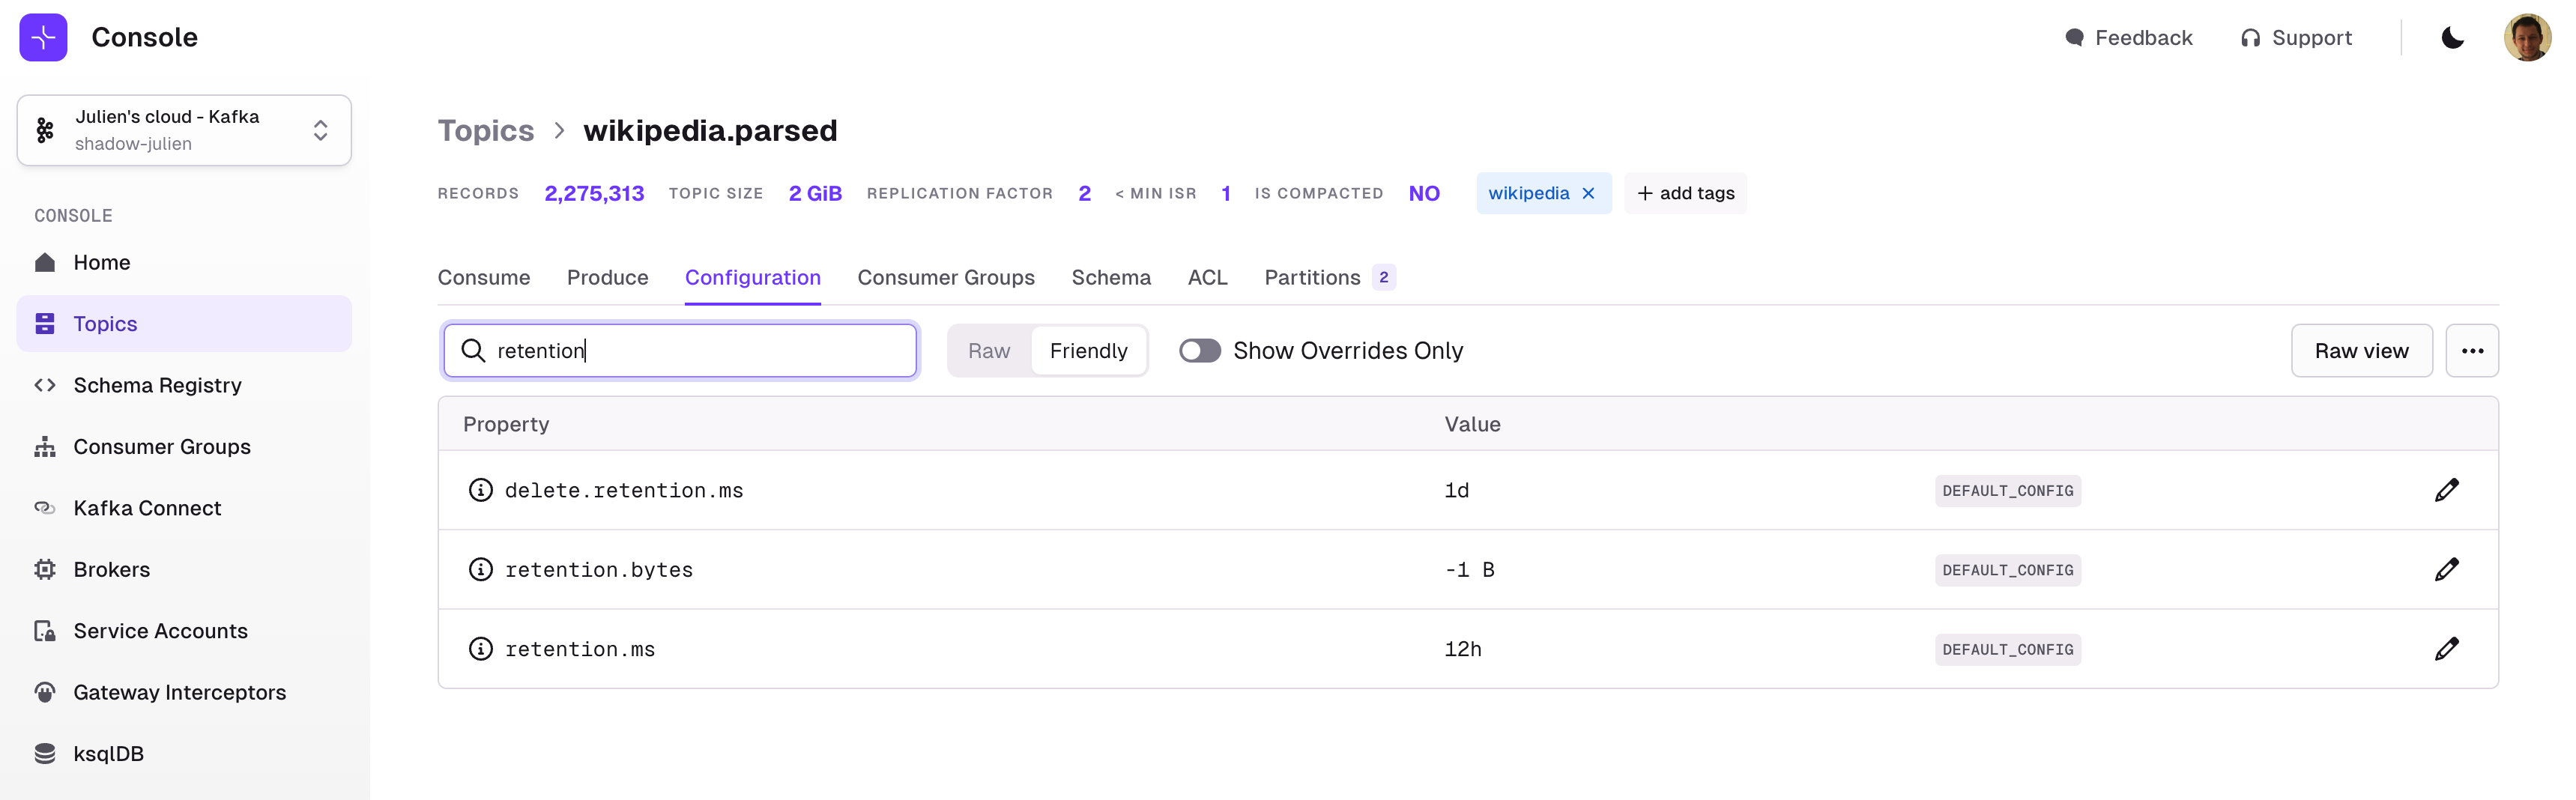 Console
Feedback
Support
Julien's cloud - Kafka
shadow-julien
CONSOLE
Home
Topics
Schema Registry
Consumer Groups
Kafka Connect
Brokers
Service Accounts
Gateway Interceptors
ksqlDB
Topics > wikipedia.parsed
RECORDS 2,275,313 TOPIC SIZE 2 GiB REPLICATION FACTOR 2 < MIN ISR 1 IS COMPACTED NO wikipedia × + add tags
Consume Produce Configuration Consumer Groups Schema ACL Partitions 2
retention Raw Friendly Show Overrides Only Raw view ...
Property Value
delete.retention.ms 1d DEFAULT_CONFIG
retention.bytes -1 B DEFAULT_CONFIG
retention.ms 12h DEFAULT_CONFIG